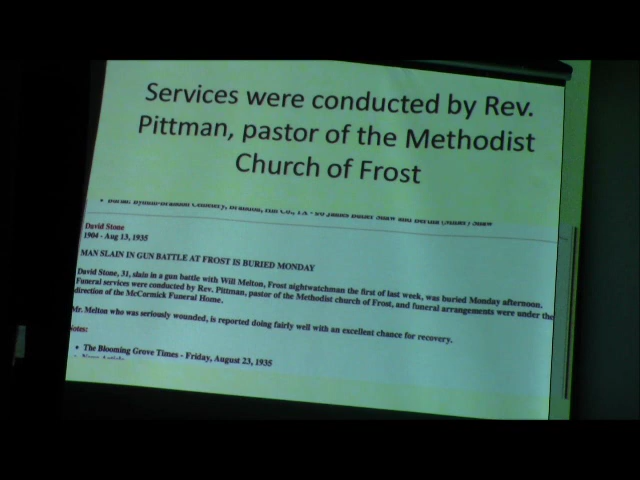 Services were conducted by Rev.
Pittman, pastor of the Methodist
Church of Frost
David Stone
1904 - Aug 13, 1935
MAN SLAIN IN GUN BATTLE AT FROST IS BURIED MONDAY
David Stone, 31, slain in a gun battle with Will Melton, Frost nightwatchman the first of last week, was buried Monday afternoon.
Funeral services were conducted by Rev. Pittman, pastor of the Methodist church of Frost, and funeral arrangements were under the
direction of the McCormick Funeral Home.
Mr. Melton who was seriously wounded, is reported doing fairly well with an excellent chance for recovery.
Notes:
• The Blooming Grove Times - Friday, August 23, 1935